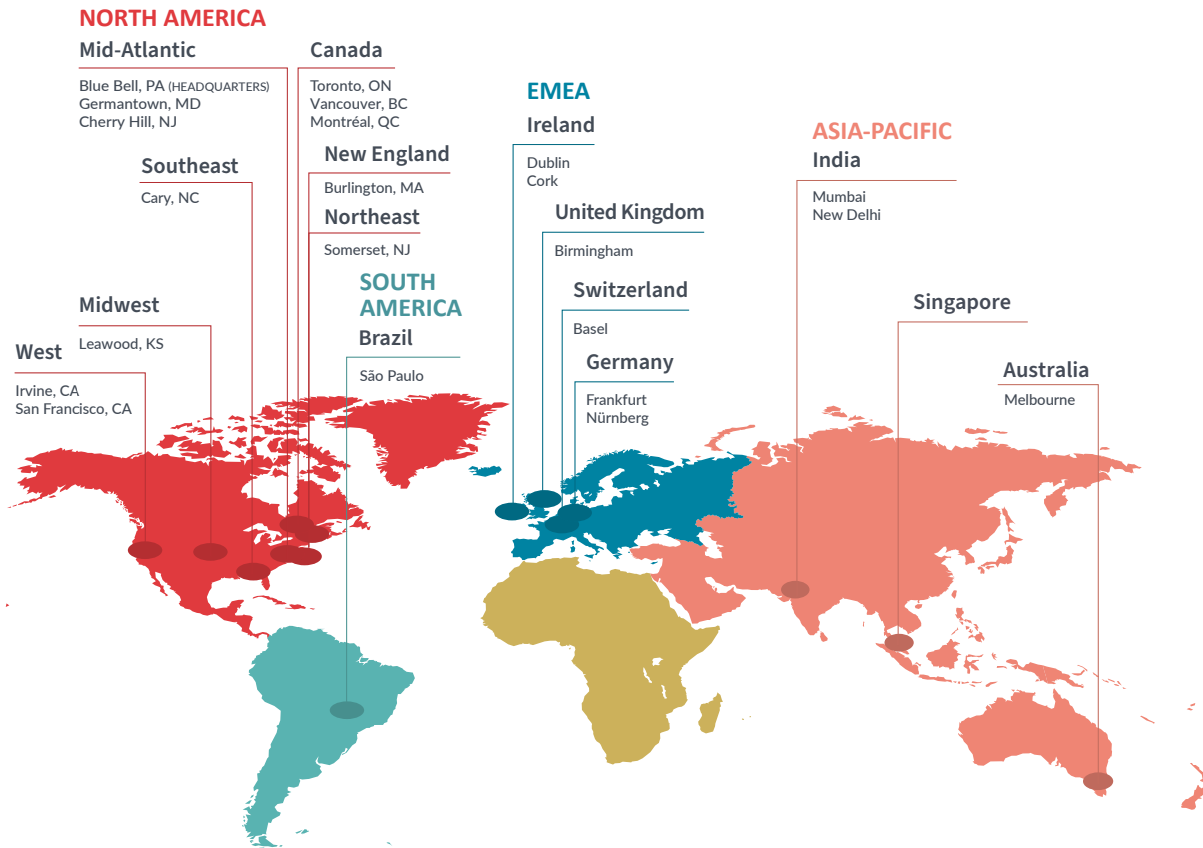 NORTH AMERICA
Mid-Atlantic
Blue Bell, PA (HEADQUARTERS)
Germantown, MD
Cherry Hill, NJ
Canada
Toronto, ON
Vancouver, BC
Montréal, QC
Southeast
Cary, NC
New England
Burlington, MA
Northeast
Somerset, NJ
Midwest
Leawood, KS
West
Irvine, CA
San Francisco, CA
SOUTH
AMERICA
Brazil
São Paulo
EMEA
Ireland
Dublin
Cork
United Kingdom
Birmingham
Switzerland
Basel
Germany
Frankfurt
Nürnberg
ASIA-PACIFIC
India
Mumbai
New Delhi
Singapore
Australia
Melbourne